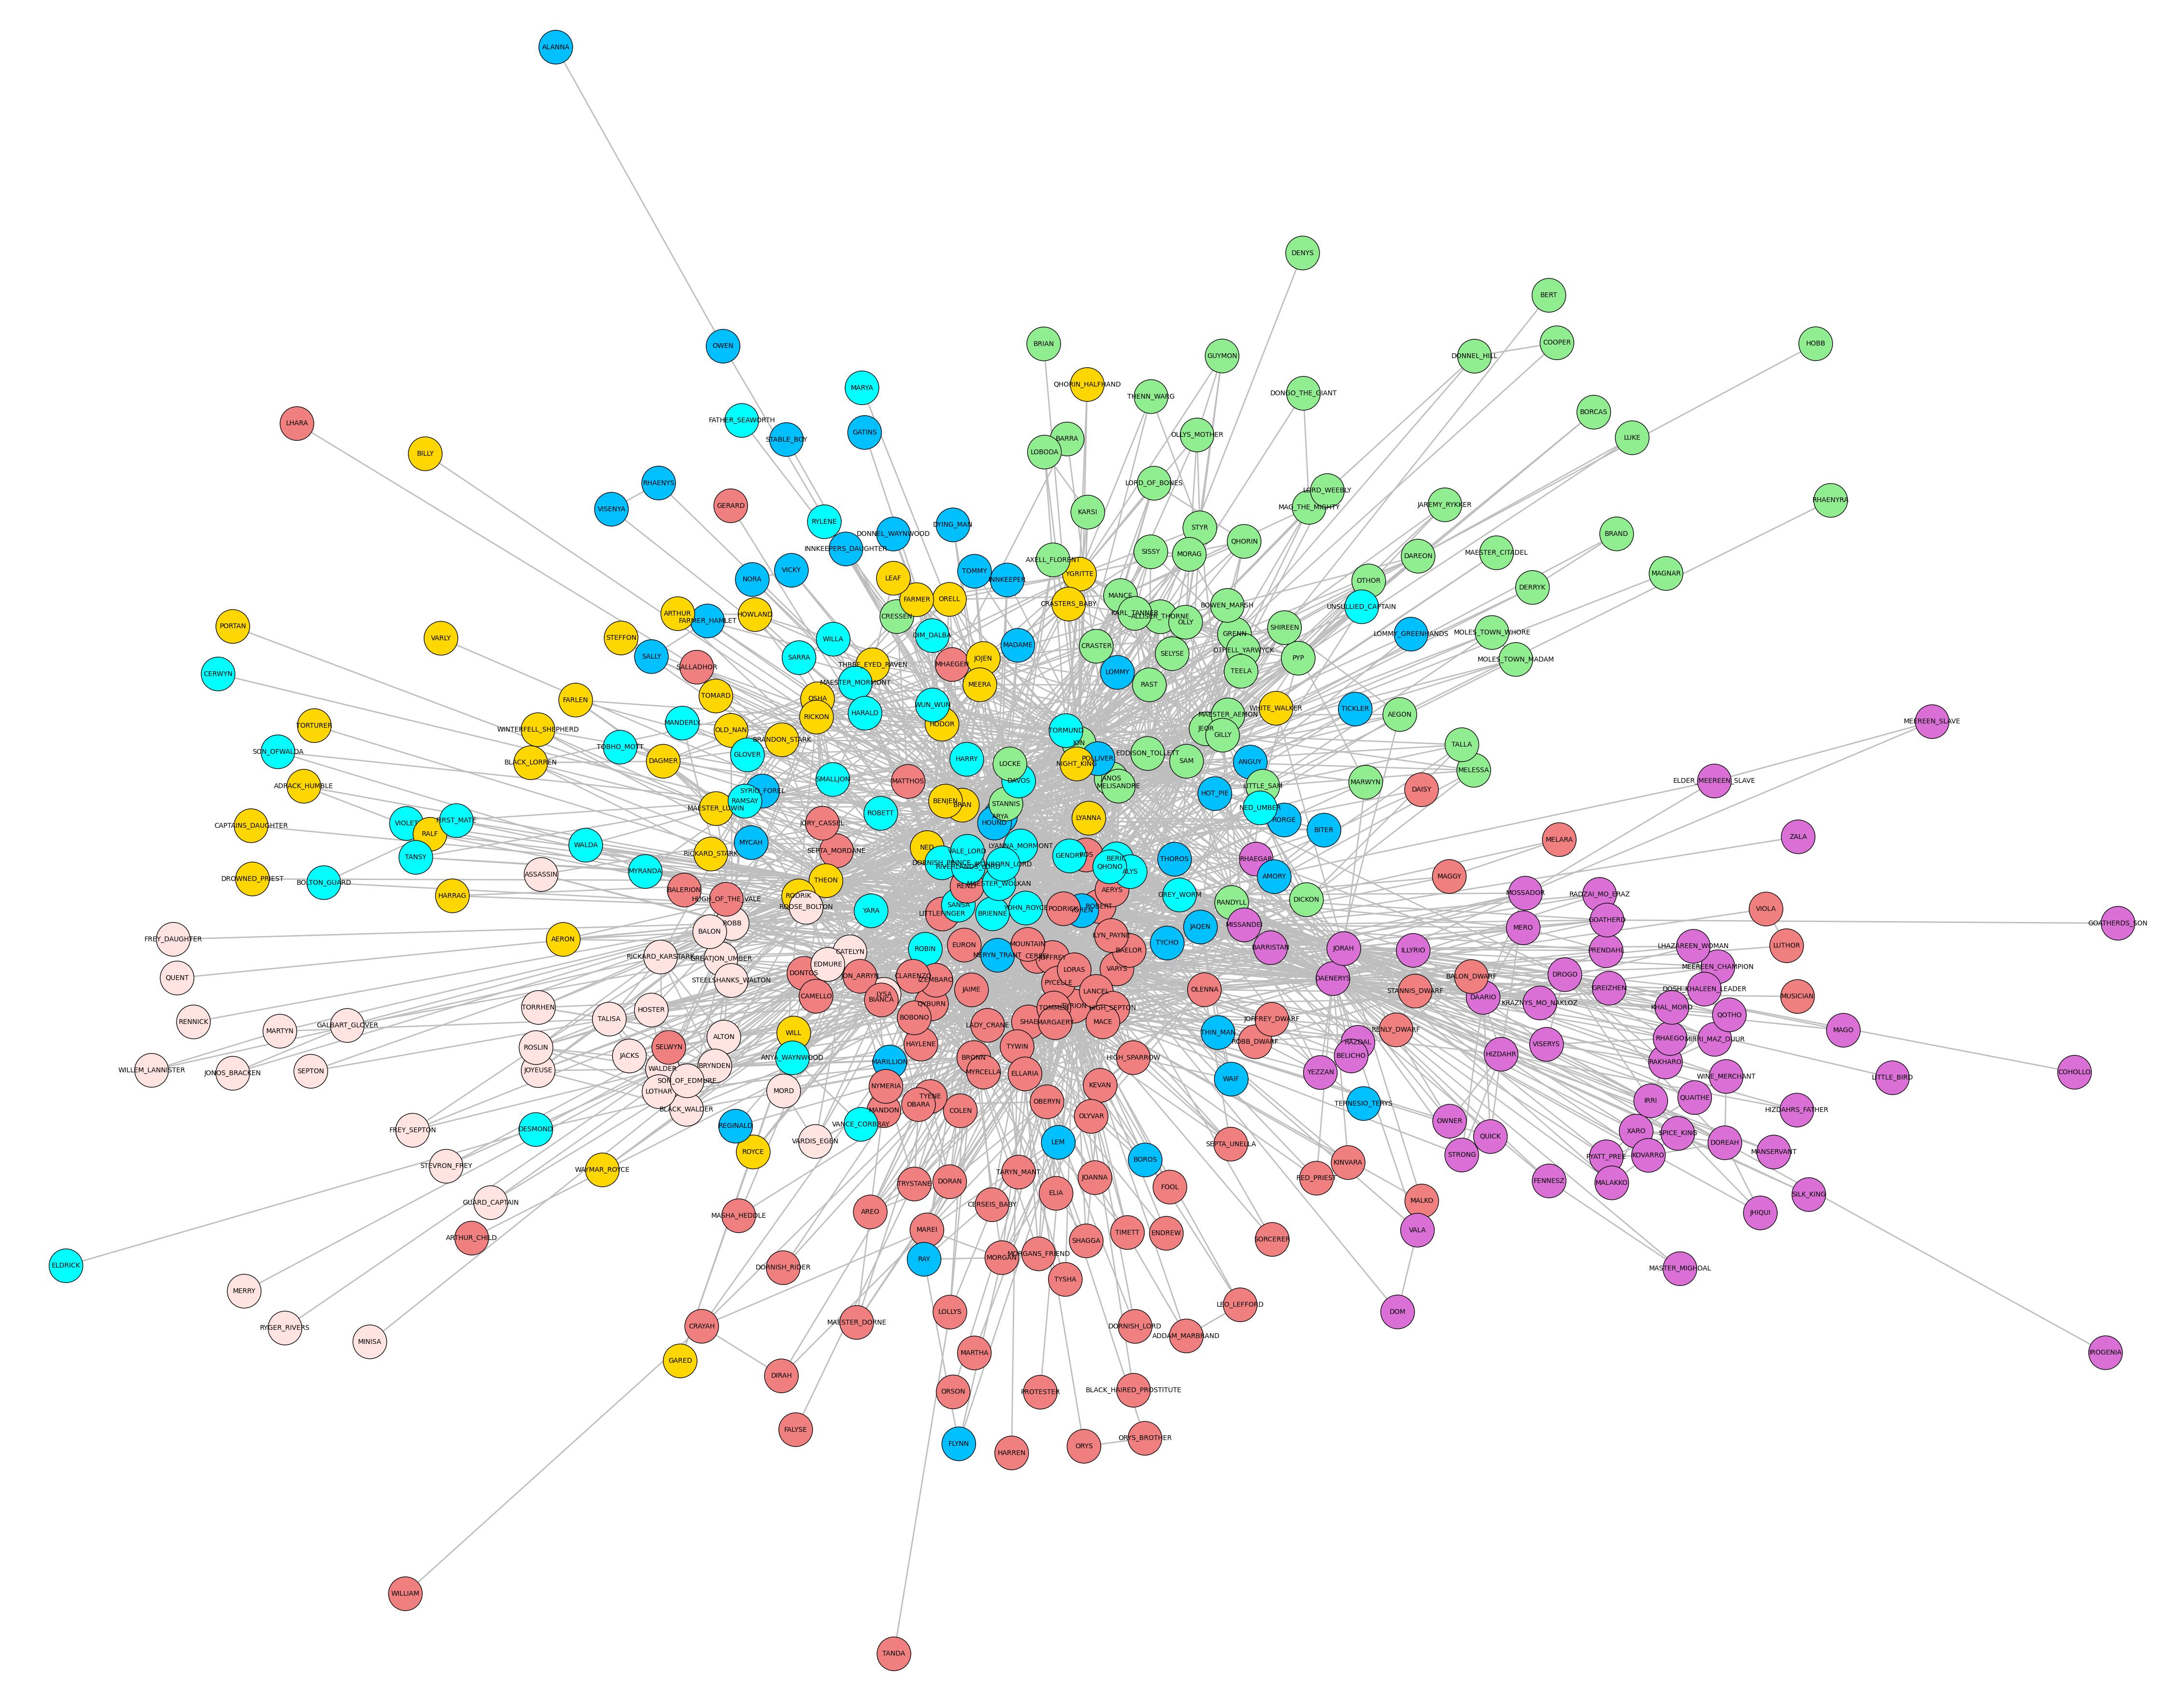 ALANNA
DENYS
BERT
OWEN
BRIAN
COOPER
HOBB
GUYMON
DONNEL_HILL
QHORIN_HALFHAND
MARYA
DONGO_THE_GIANT
THENN_WARG
BORCAS
FATHER_SEAWORTH
LHARA
GATINS
OLLYS_MOTHER
LUKE
STABLE_BOY
BARRA
LOBODA
BILLY
RHAENYS
LORD_OF_BONES
LORD_WEEBLY
RHAENYRA
JAREMY_RYKKER
GERARD
MAG_THE_MIGHTY
VISENYA
KARSI
RYLENE
DYING_MAN
STYR
DONNEL_WAYNWOOD
BRAND
QHORIN
INNKEEPERS_DAUGHTER
SISSY
MORAG
MAESTER_CITADEL
DAREON
AXELL_FLORENT
VICKY
TOMMY
YGRITTE
MAGNAR
LEAF
NORA
INNKEEPER
OTHOR
DERRYK
MANCE
FARMER
ORELL
CRASTERS_BABY
BOWEN_MARSH
UNSULLIED_CAPTAIN
ARTHUR
HOWLAND
KARL_TANNER
CRESSEN
FARMER_HAMLET
OLLY
PORTAN
SHIREEN
MOLES_TOWN_WHORE
GRENN
LOMMY_GREENHANDS
DIM_DALBA
VARLY
STEFFON
WILLA
MADAME
CRASTER
OTHELL_YARWYCK
SELYSE
SALLY
SARRA
JOJEN
PYP
MOLES_TOWN_MADAM
MHAEGEN
THREE_EYED_RAVEN
SALLADHOR
TEELA
LOMMY
CERWYN
MAESTER_MORMONT
MEERA
RAST
TOMARD
OSHA
FARLEN
WUN_WUN
WHITE_WALKER
TICKLER
HARALD
AEGON
MAESTER_AEMON
RICKON
MANDERLY
MEEREEN_SLAVE
HODOR
TORTURER
WINTERFELL_SHEPHERD
OLD_NAN
TORMUND
JEOR
GILLY
BRANDON_STARK
JON
TALLA
TOBHO_MOTT
SON_OFWALDA
GLOVER
EDDISON_TOLLETT
HARRY
POLLIVER
DAGMER
BLACK_LORREN
SAM
ANGUY
LOCKE
NIGHT_KING
MELESSA
SMALLJON
MATTHOS
DAVOS
JANOS
MARWYN
ELDER_MEEREEN_SLAVE
ADRACK_HUMBLE
MELISANDRE
LITTLE_SAM
DAISY
SYRIO_FOREL
HOT_PIE
RAMSAY
BENJEN
BRAN
STANNIS
NED_UMBER
MAESTER_LUWIN
ROBETT
ARYA
LYANNA
RORGE
FIRST_MATE
VIOLET
JORY_CASSEL
HOUND
CAPTAINS_DAUGHTER
BITER
RALF
ZALA
MELARA
MYCAH
WALDA
NED
LYANNA_MORMONT
SEPTA_MORDANE
VALE_LORD
RICKARD_STARK
GENDRY
TANSY
THOROS
BERIC
RHAEGAR
QHONO
ALYS
MYRANDA
ASSASSIN
AMORY
MAGGY
THEON
DROWNED_PRIEST
BOLTON_GUARD
MAESTER_WOLKAN
BALERION
AERYS
RADZAI_MO_ERAZ
MOSSADOR
HARRAG
GREY_WORM
RODRIK
HUGH_OF_THE_VALE
DICKON
RANDYLL
SANSA
ROOSE_BOLTON
ROBERT
YARA
BRIENNE
YOHN_ROYCE
PODRICK
VIOLA
LITTLEFINGER
GOATHERD
GOATHERDS_SON
ROBB
MISSANDEI
MERO
JAQEN
BALON
LYN_PAYNE
FREY_DAUGHTER
AERON
TYCHO
EURON
MOUNTAIN
LUTHOR
LHAZAREEN_WOMAN
BARRISTAN
JORAH
ILLYRIO
PRENDAHL
ROBIN
BAELOR
CATELYN
RICKARD_KARSTARK
GREATJON_UMBER
MERYN_TRANT
EDMURE
MEEREEN_CHAMPION
VARYS
LORAS
DONTOS
JON_ARRYN
CLARENZO
QUENT
STEELSHANKS_WALTON
DROGO
BALON_DWARF
DAENERYS
IZEMBARO
PYCELLE
GREIZHEN
DOSH_KHALEEN_LEADER
JAIME
OLENNA
LANCEL
STANNIS_DWARF
CAMELLO
LYSA
MUSICIAN
DAARIO
BIANCA
KRAZNYS_MO_NAKLOZ
QYBURN
TYRION
TORRHEN
HOSTER
KHAL_MORO
TOMMEN
HIGH_SEPTON
QOTHO
BOBONO
TALISA
RENNICK
JOFFREY_DWARF
SHAE
MARGAERY
MACE
LADY_CRANE
GALBART_GLOVER
MARTYN
RENLY_DWARF
MAGO
THIN_MAN
WILL
ALTON
RHAEGO
MIRRI_MAZ_DUUR
ROBB_DWARF
RAZDAL
HAYLENE
VISERYS
TYWIN
ROSLIN
SELWYN
HIZDAHR
JACKS
BELICHO
ANYA_WAYNWOOD
BRONN
HIGH_SPARROW
MARILLION
RAKHARO
BRYNDEN
WALDER
WILLEM_LANNISTER
JOYEUSE
SEPTON
JONOS_BRACKEN
YEZZAN
MYRCELLA
ELLARIA
COHOLLO
WINE_MERCHANT
LITTLE_BIRD
WAIF
SON_OF_EDMURE
KEVAN
NYMERIA
MORD
LOTHAR
TYENE
QUAITHE
IRRI
OBERYN
TERNESIO_TERYS
OBARA
BLACK_WALDER
MANDON
COLEN
HIZDAHRS_FATHER
OLYVAR
OWNER
VANCE_CORBRAY
REGINALD
FREY_SEPTON
DESMOND
XARO
SPICE_KING
QUICK
VARDIS_EGEN
LEM
SEPTA_UNELLA
DOREAH
ROYCE
MANSERVANT
STRONG
PYATT_PREE
KOVARRO
BOROS
KINVARA
STEVRON_FREY
WAYMAR_ROYCE
TARYN_MANT
RED_PRIEST
JOANNA
FENNESZ
DORAN
MALAKKO
TRYSTANE
FOOL
ELIA
SILK_KING
MALKO
GUARD_CAPTAIN
CERSEIS_BABY
AREO
JHIQUI
MASHA_HEDDLE
MAREI
VALA
TIMETT
ENDREW
ARTHUR_CHILD
SORCERER
SHAGGA
MORGANS_FRIEND
MORGAN
RAY
ELDRICK
DORNISH_RIDER
MASTER_MIGHDAL
TYSHA
MERRY
LEO_LEFFORD
LOLLYS
DOM
MAESTER_DORNE
CRAYAH
RYGER_RIVERS
DORNISH_LORD
ADDAM_MARBRAND
MINISA
MARTHA
IROGENIA
GARED
DIRAH
BLACK_HAIRED_PROSTITUTE
ORSON
PROTESTER
FALYSE
ORYS_BROTHER
FLYNN
ORYS
HARREN
WILLIAM
TANDA